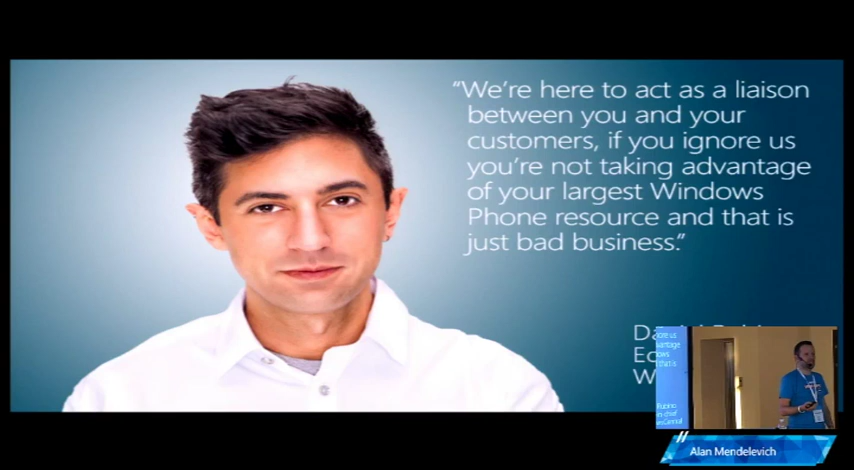 “We’re here to act as a liaison
between you and your
customers, if you ignore us
you’re not taking advantage
of your largest Windows
Phone resource and that is
just bad business.”
Alan Mendelevich